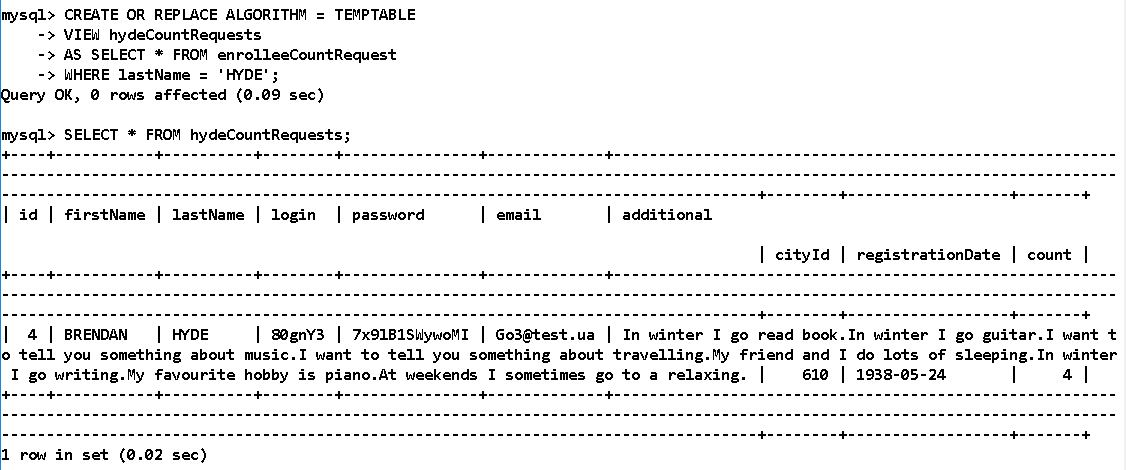 mysql> CREATE OR REPLACE ALGORITHM = TEMPTABLE
    -> VIEW hydeCountRequests
    -> AS SELECT * FROM enrolleeCountRequest
    -> WHERE lastName = 'HYDE';
Query OK, 0 rows affected (0.09 sec)

mysql> SELECT * FROM hydeCountRequests;
+----+-----------+----------+--------+---------------+-------------+--------------------------------------------------------
----------------------------------------------------------------------------------------------------------------------------
------------------------------------------------------------------------------------+--------+------------------+-------+
| id | firstName | lastName | login  | password      | email       | additional
| cityId | registrationDate | count |
+----+-----------+----------+--------+---------------+-------------+--------------------------------------------------------
----------------------------------------------------------------------------------------------------------------------------
------------------------------------------------------------------------------------+--------+------------------+-------+
|  4 | BRENDAN   | HYDE     | 80gnY3 | 7x9lB1SWywoMI | Go3@test.ua | In winter I go read book.In winter I go guitar.I want t
o tell you something about music.I want to tell you something about travelling.My friend and I do lots of sleeping.In winter
 I go writing.My favourite hobby is piano.At weekends I sometimes go to a relaxing. |    610 | 1938-05-24       |     4 |
+----+-----------+----------+--------+---------------+-------------+--------------------------------------------------------
----------------------------------------------------------------------------------------------------------------------------
------------------------------------------------------------------------------------+--------+------------------+-------+
1 row in set (0.02 sec)